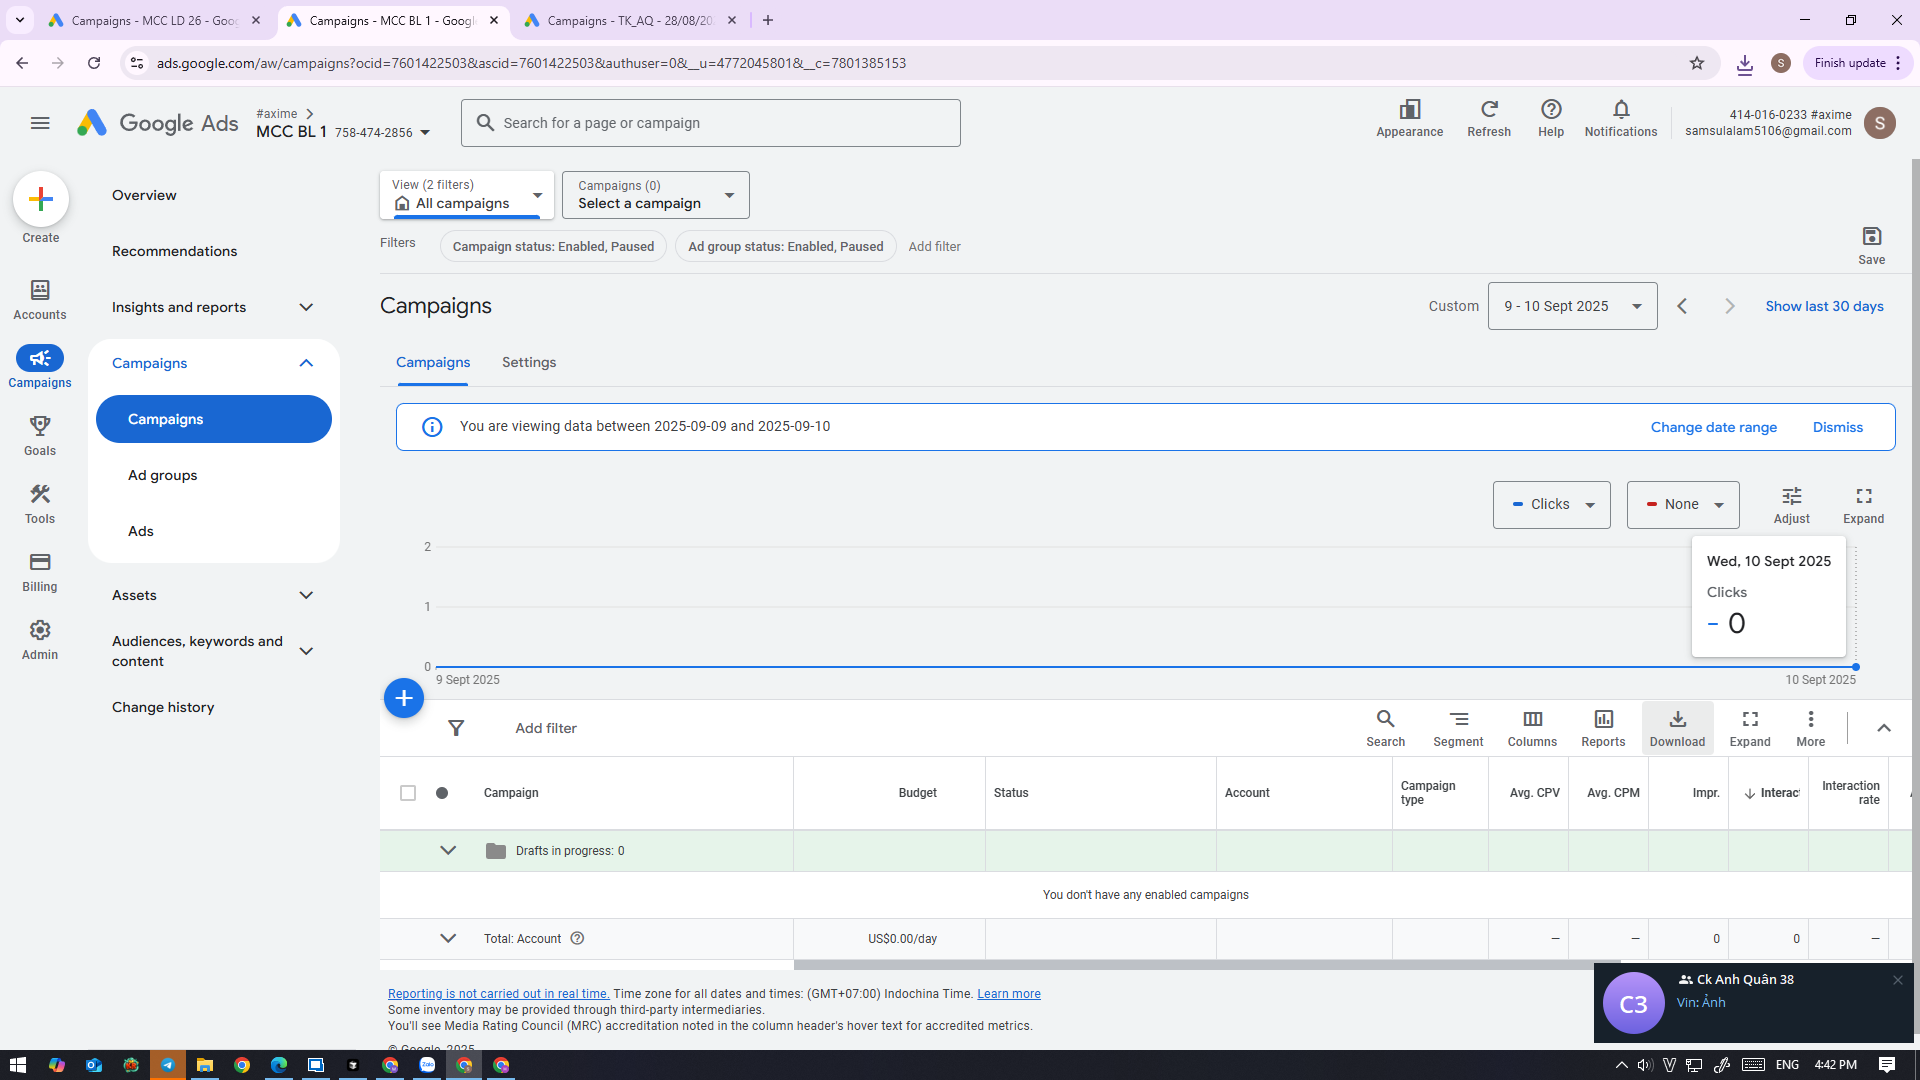 Campaigns - MCC LD 26 - Goog
Campaigns - MCC BL 1 - Google
Campaigns - TK_AQ - 28/08/202
ads.google.com/aw/campaigns?ocid=7601422503&ascid=7601422503&authuser=0&__u=4772045801&__c=7801385153
S
Finish update
Google Ads
#axime
MCC BL 1 758-474-2856
Search for a page or campaign
Appearance
Refresh
Help
Notifications
414-016-0233 #axime
samsulalam5106@gmail.com
S
Create
Accounts
Campaigns
Goals
Tools
Billing
Admin
Overview
Recommendations
Insights and reports
Campaigns
Campaigns
Ad groups
Ads
Assets
Audiences, keywords and
content
Change history
View (2 filters)
All campaigns
Campaigns (0)
Select a campaign
Filters
Campaign status: Enabled, Paused
Ad group status: Enabled, Paused
Add filter
Save
Campaigns
Custom
9 - 10 Sept 2025
Show last 30 days
Campaigns
Settings
You are viewing data between 2025-09-09 and 2025-09-10
Change date range
Dismiss
Clicks
None
Adjust
Expand
2
1
0
9 Sept 2025
10 Sept 2025
Wed, 10 Sept 2025
Clicks
0
Add filter
Search
Segment
Columns
Reports
Download
Expand
More
Campaign
Budget
Status
Account
Campaign
type
Avg. CPV
Avg. CPM
Impr.
Interac
Interaction
rate
Drafts in progress: 0
You don't have any enabled campaigns
Total: Account
US$0.00/day
—
—
0
0
—
Reporting is not carried out in real time. Time zone for all dates and times: (GMT+07:00) Indochina Time. Learn more
Some inventory may be provided through third-party intermediaries.
You'll see Media Rating Council (MRC) accreditation noted in the column header's hover text for accredited metrics.
© Google, 2025
C3
Ck Anh Quân 38
Vin: Ảnh
Zalo
ENG
4:42 PM